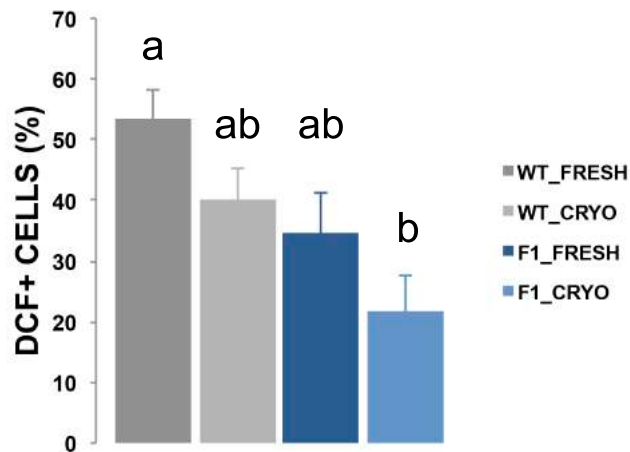 DCF+ CELLS (%)
70
60
50
40
30
20
10
0
a
ab
ab
b
WT_FRESH
WT_CRYO
F1_FRESH
F1_CRYO